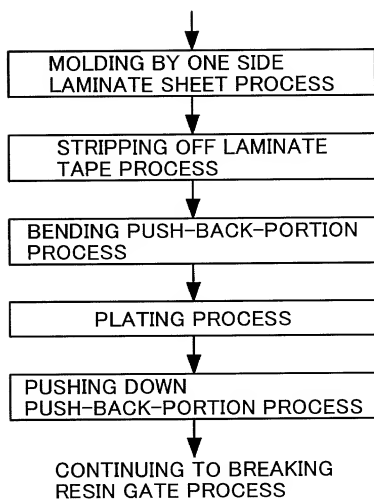 MOLDING BY ONE SIDE
LAMINATE SHEET PROCESS
STRIPPING OFF LAMINATE
TAPE PROCESS
BENDING PUSH-BACK-PORTION
PROCESS
PLATING PROCESS
PUSHING DOWN
PUSH-BACK-PORTION PROCESS
CONTINUING TO BREAKING
RESIN GATE PROCESS